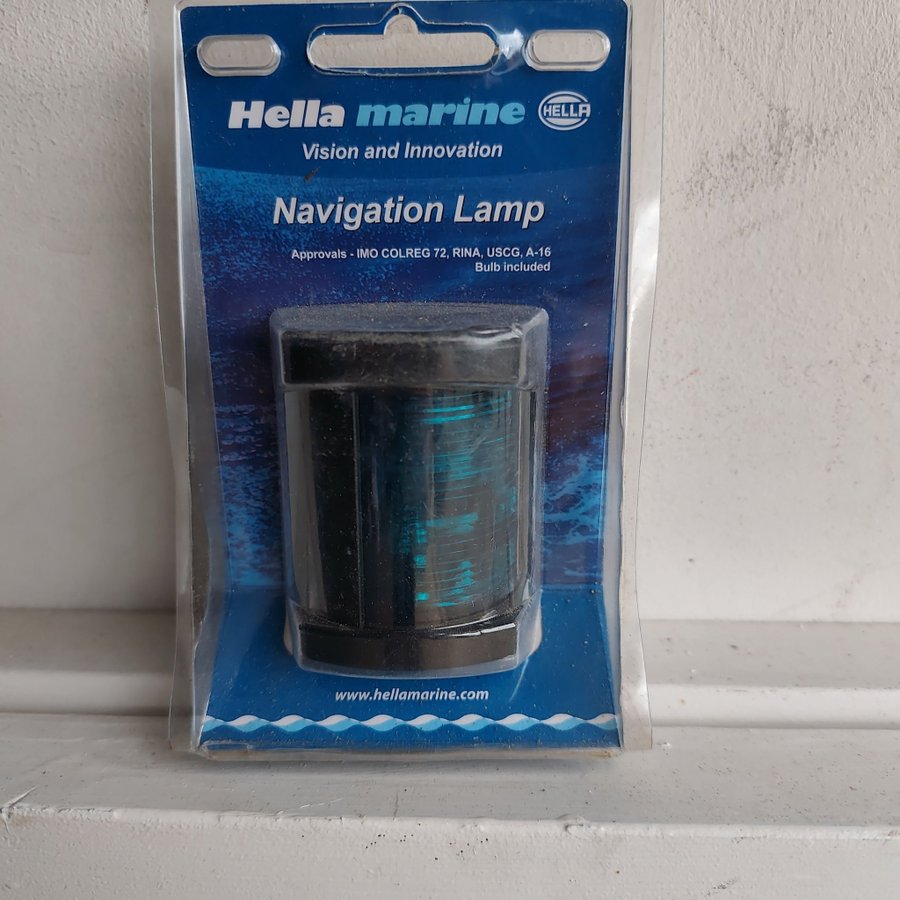 Hella marine HELLA
Vision and Innovation
Navigation Lamp
Approvals - IMO COLREG 72, RINA, USCG, A-16
Bulb included
www.hellamarine.com